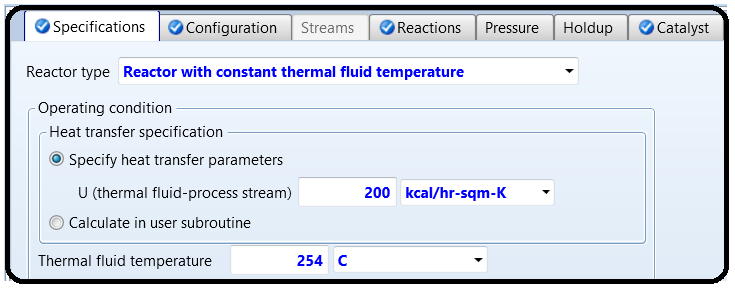 Specifications Configuration Streams Reactions Pressure Holdup Catalyst
Reactor type Reactor with constant thermal fluid temperature
Operating condition
Heat transfer specification
Specify heat transfer parameters
U (thermal fluid-process stream) 200 kcal/hr-sqm-K
Calculate in user subroutine
Thermal fluid temperature 254 C